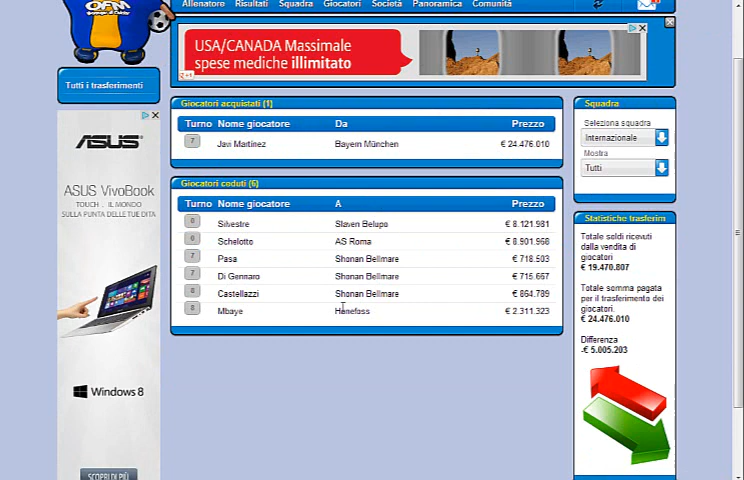 Allenatore Risultati Squadra Giocatori Società Panoramica Comunità
OFM
USA/CANADA Massimale
spese mediche illimitato
Tutti i trasferimenti
ASUS
ASUS VivoBook
TOUCH . IL MONDO
SULLA PUNTA DELLE TUE DITA
Windows 8
SCOPRI DI PIÙ
Giocatori acquistati (1)
Turno Nome giocatore Da Prezzo
7 Javi Martínez Bayern München € 24.476.010
Giocatori ceduti (6)
Turno Nome giocatore A Prezzo
Silvestre Slaven Belupo € 8.121.981
Schelotto AS Roma € 8.901.968
7 Pasa Shonan Bellmare € 718.503
7 Di Gennaro Shonan Bellmare € 715.667
8 Castellazzi Shonan Bellmare € 864.789
8 Mbaye Hønefoss € 2.311.323
Squadra
Seleziona squadra
Internazionale
Mostra
Tutti
Statistiche trasferim
Totale soldi ricevuti
dalla vendita di
giocatori
€ 19.470.807
Totale somma pagata
per il trasferimento dei
giocatori.
€ 24.476.010
Differenza
-€ 5.005.203